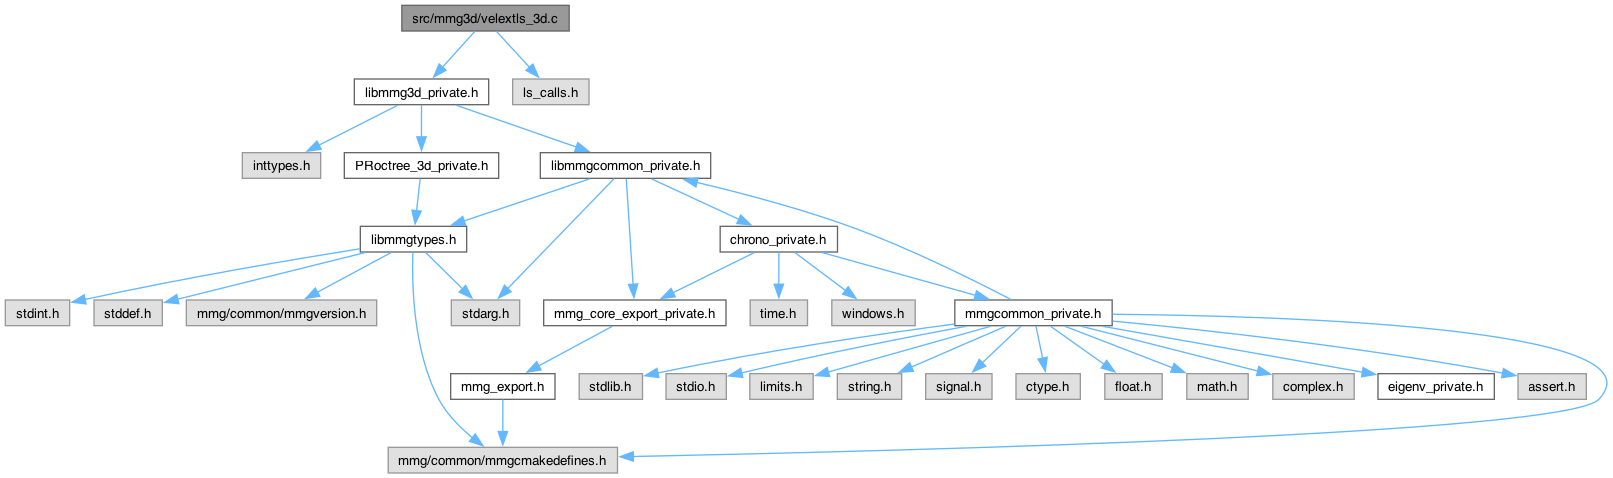 src/mmg3d/velextls_3d.c
libmmg3d_private.h
ls_calls.h
inttypes.h
PRoctree_3d_private.h
libmmgcommon_private.h
libmmgtypes.h
chrono_private.h
stdint.h
stddef.h
mmg/common/mmgversion.h
stdarg.h
mmg_core_export_private.h
time.h
windows.h
mmgcommon_private.h
mmg_export.h
stdlib.h
stdio.h
limits.h
string.h
signal.h
ctype.h
float.h
math.h
complex.h
eigenv_private.h
assert.h
mmg/common/mmgcmakedefines.h